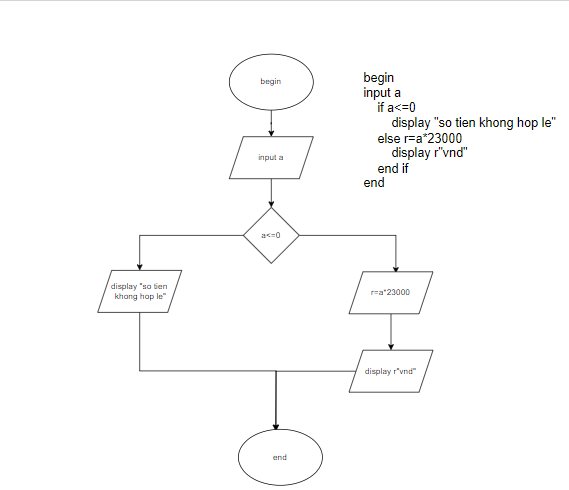 begin
input a
a<=0
display "so tien
khong hop le"
r=a*23000
display r"vnd"
end
begin
input a
if a<=0
display "so tien khong hop le"
else r=a*23000
display r"vnd"
end if
end